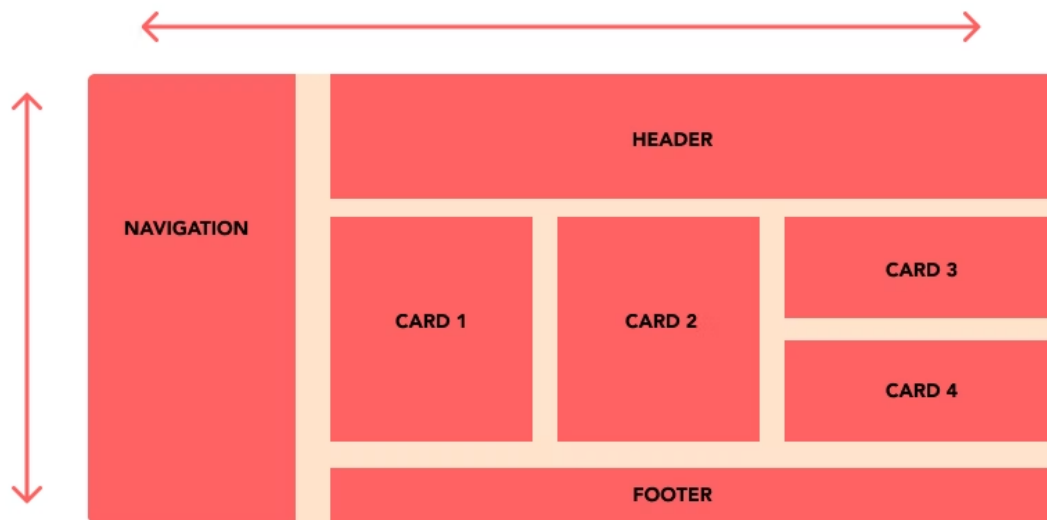 HEADER
NAVIGATION
CARD 1
CARD 2
CARD 3
CARD 4
FOOTER